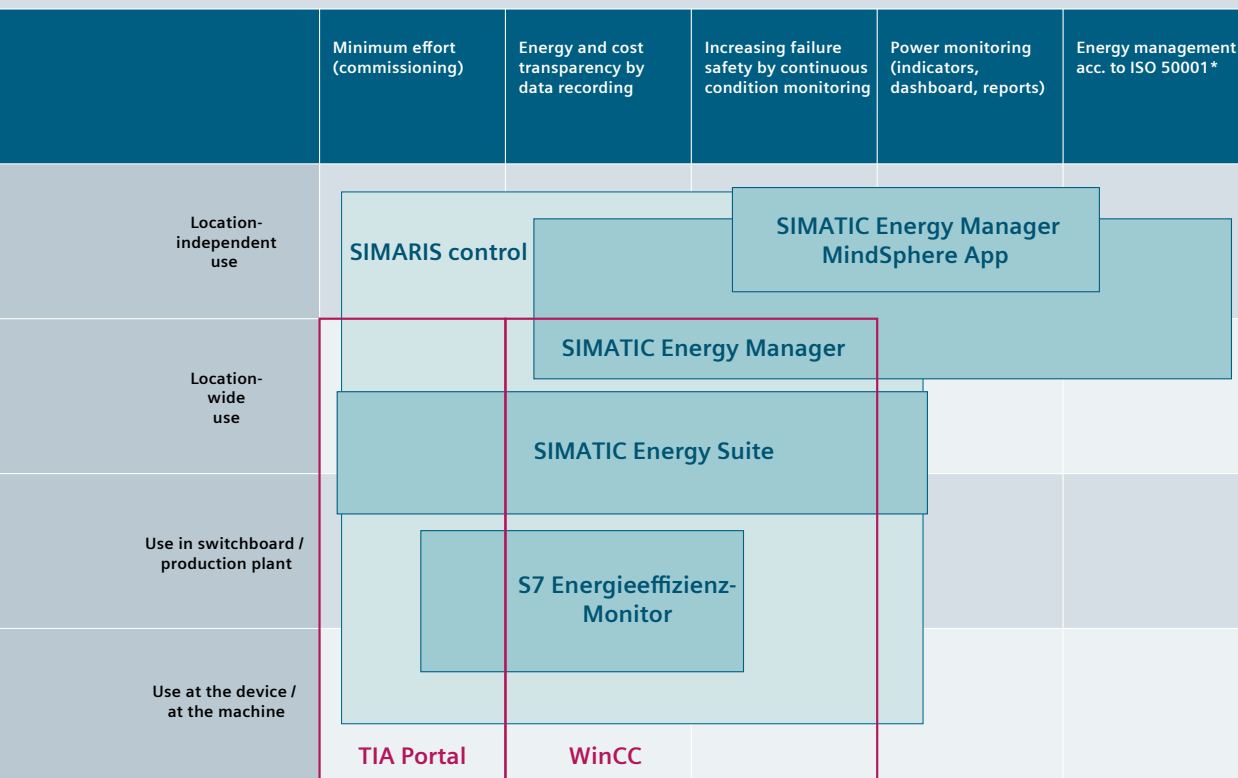 Minimum effort
(commissioning)
Energy and cost
transparency by
data recording
Increasing failure
safety by continuous
condition monitoring
Power monitoring
(indicators,
dashboard, reports)
Energy management
acc. to ISO 50001*
Location-
independent
use
SIMARIS control
SIMATIC Energy Manager
MindSphere App
Location-
wide
use
SIMATIC Energy Manager
SIMATIC Energy Suite
Use in switchboard /
production plant
S7 Energieeffizienz-
Monitor
Use at the device /
at the machine
TIA Portal
WinCC